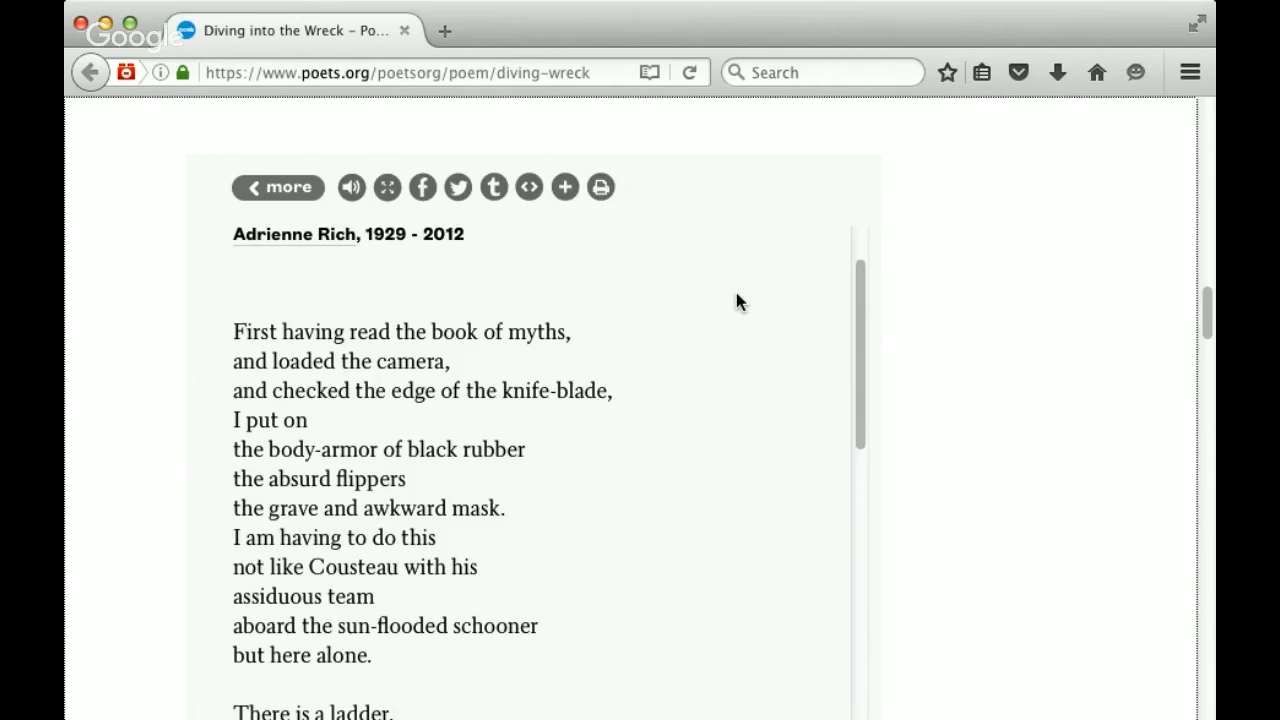 Google
Diving into the Wreck - Po...
https://www.poets.org/poetsorg/poem/diving-wreck
Search
more
Adrienne Rich, 1929 - 2012
First having read the book of myths,
and loaded the camera,
and checked the edge of the knife-blade,
I put on
the body-armor of black rubber
the absurd flippers
the grave and awkward mask.
I am having to do this
not like Cousteau with his
assiduous team
aboard the sun-flooded schooner
but here alone.
There is a ladder.